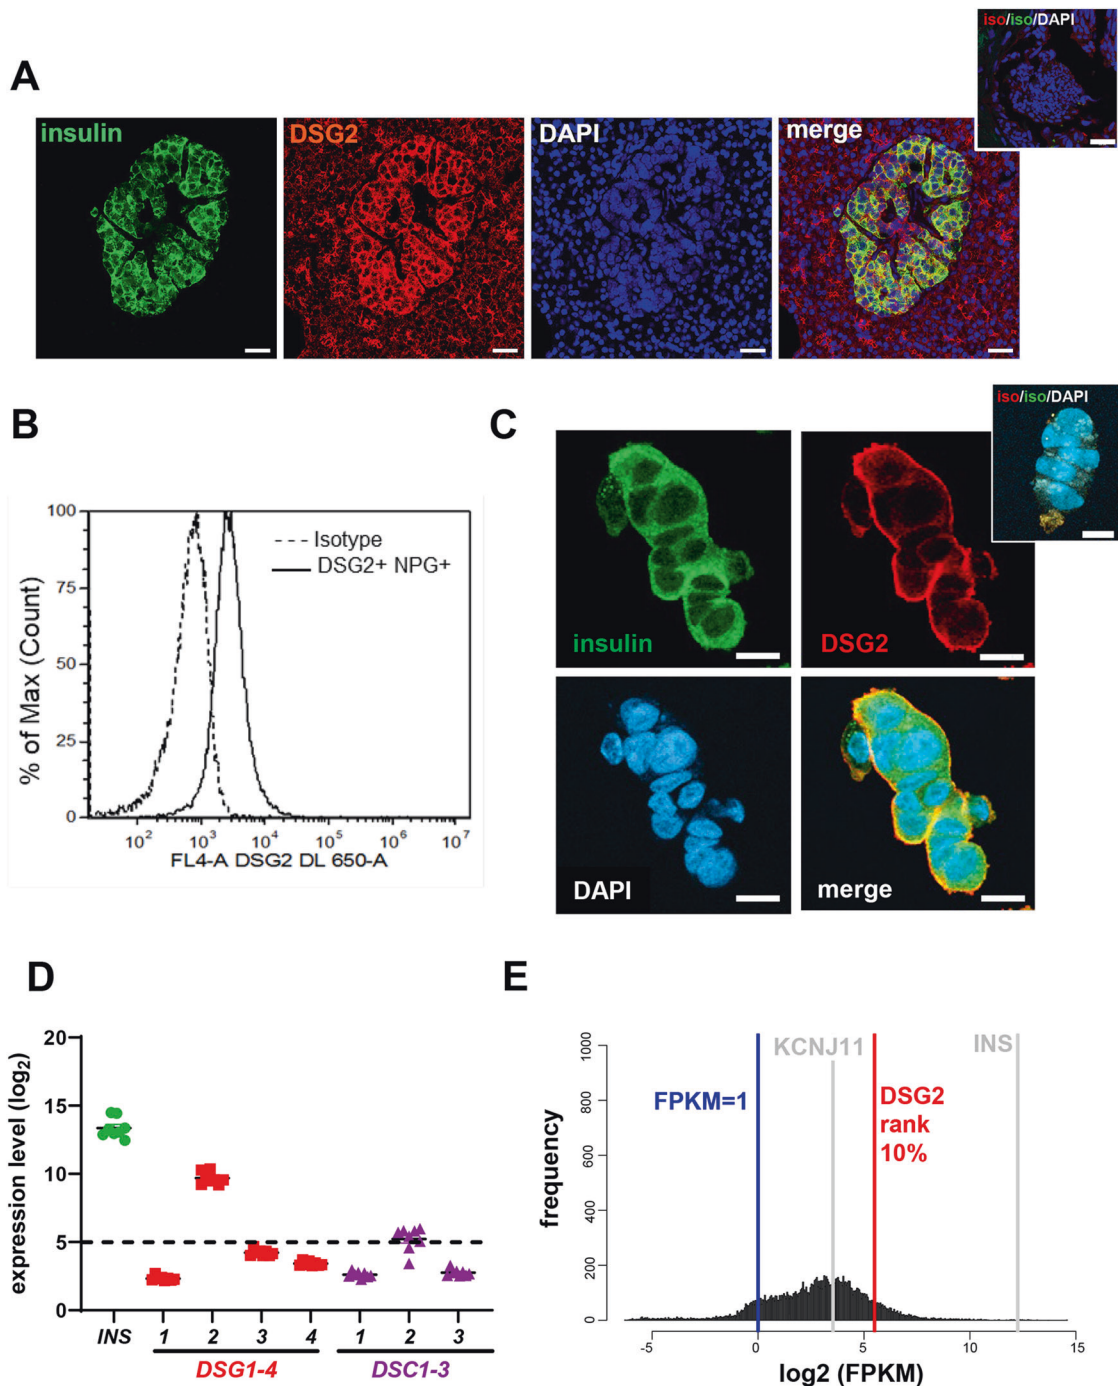 A
insulin
DSG2
DAPI
merge
iso/iso/DAPI
B
100
75
50
25
0
% of Max (Count)
Isotype
DSG2+ NPG+
10²
10³
10⁴
10⁵
10⁶
10⁷
FL4-A DSG2 DL 650-A
C
iso/iso/DAPI
insulin
DSG2
DAPI
merge
D
expression level (log₂)
20
15
10
5
0
INS
1
2
3
4
1
2
3
DSG1-4
DSC1-3
E
frequency
1000
800
600
400
200
0
FPKM=1
KCNJ11
DSG2
rank
10%
INS
-5
0
5
10
15
log2 (FPKM)